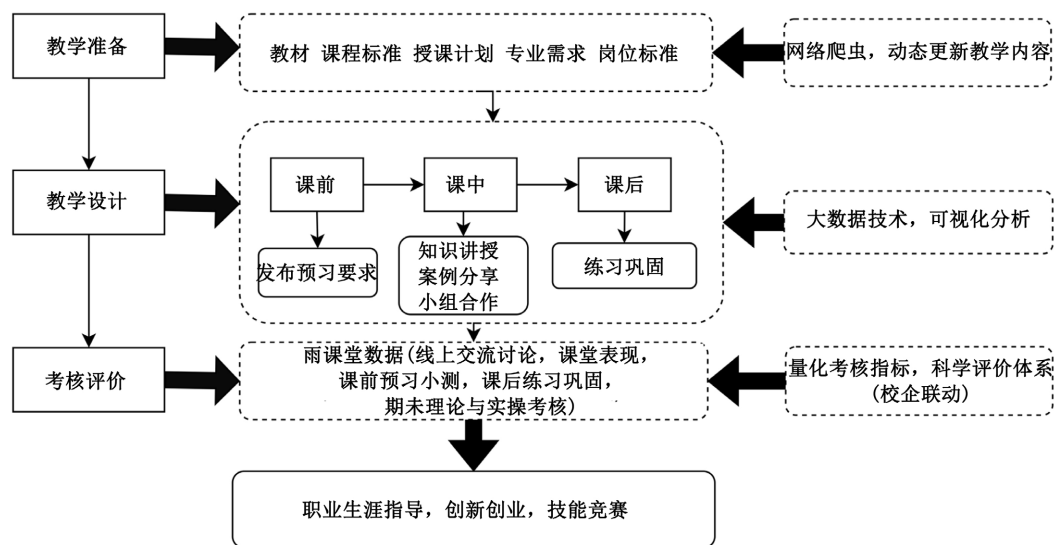 教学准备
教材 课程标准 授课计划 专业需求 岗位标准
网络爬虫，动态更新教学内容
教学设计
课前
课中
课后
发布预习要求
知识讲授
案例分享
小组合作
练习巩固
大数据技术，可视化分析
考核评价
雨课堂数据(线上交流讨论，课堂表现，
课前预习小测，课后练习巩固，
期未理论与实操考核)
量化考核指标，科学评价体系
(校企联动)
职业生涯指导，创新创业，技能竞赛